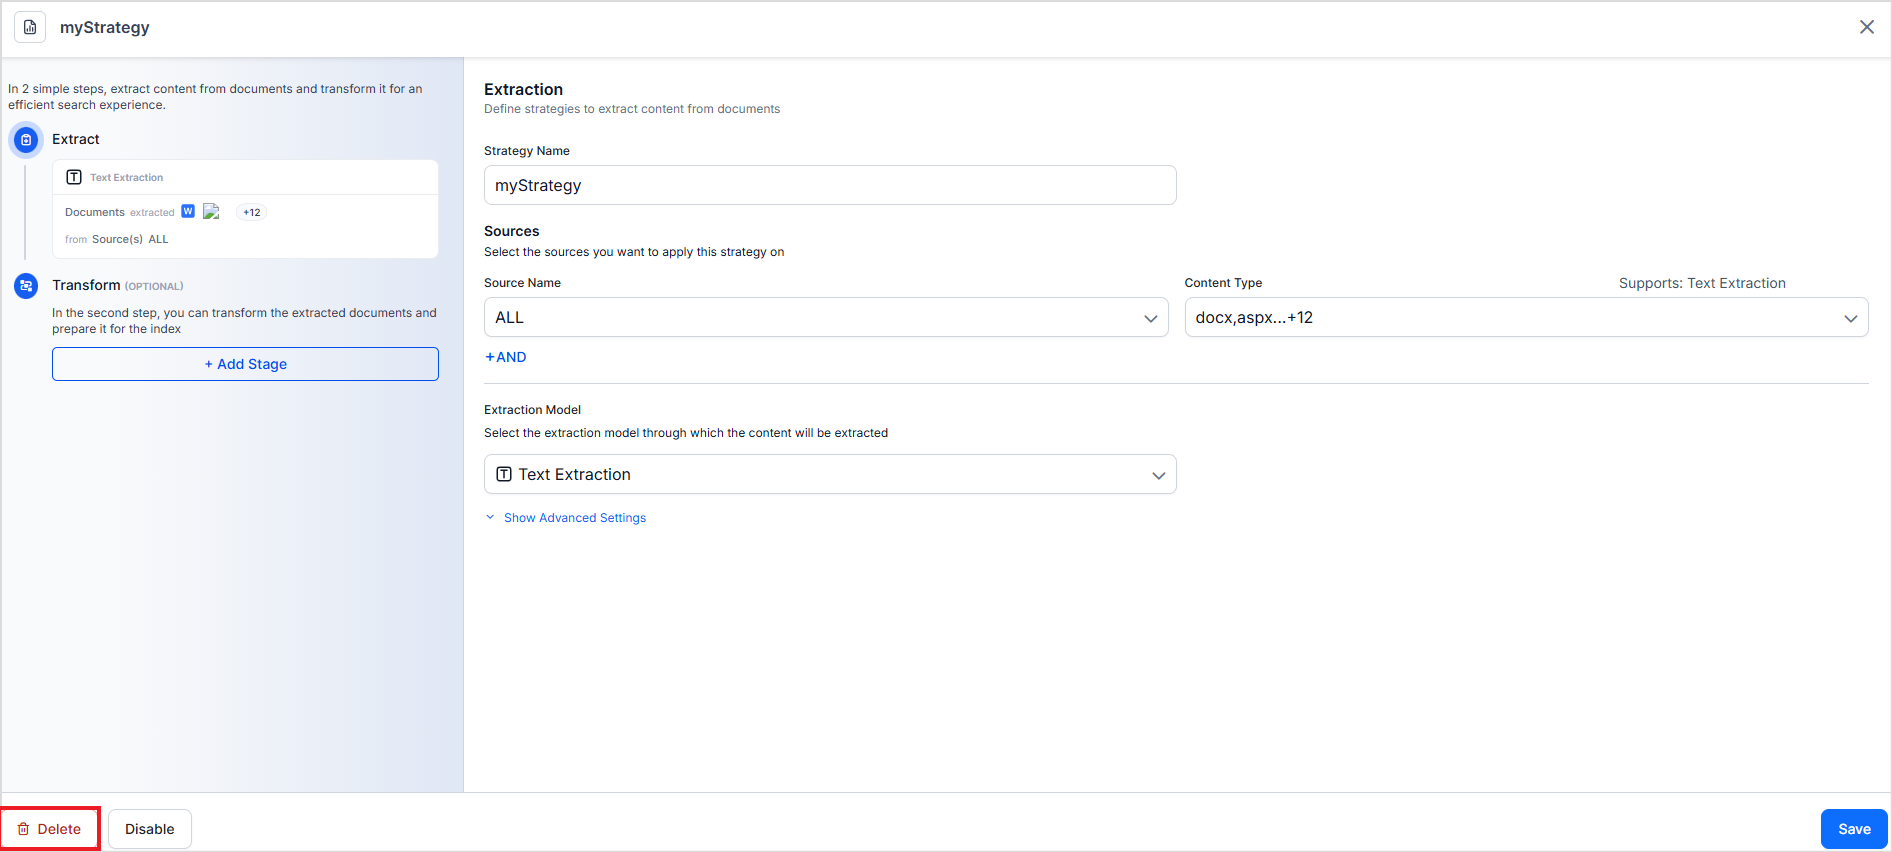 myStrategy
In 2 simple steps, extract content from documents and transform it for an
efficient search experience.
Extract
T Text Extraction
Documents extracted W +12
from Source(s) ALL
Transform (OPTIONAL)
In the second step, you can transform the extracted documents and
prepare it for the index
+ Add Stage
Extraction
Define strategies to extract content from documents
Strategy Name
myStrategy
Sources
Select the sources you want to apply this strategy on
Source Name
ALL
Content Type
Supports: Text Extraction
docx,aspx...+12
+AND
Extraction Model
Select the extraction model through which the content will be extracted
T Text Extraction
Show Advanced Settings
Delete
Disable
Save